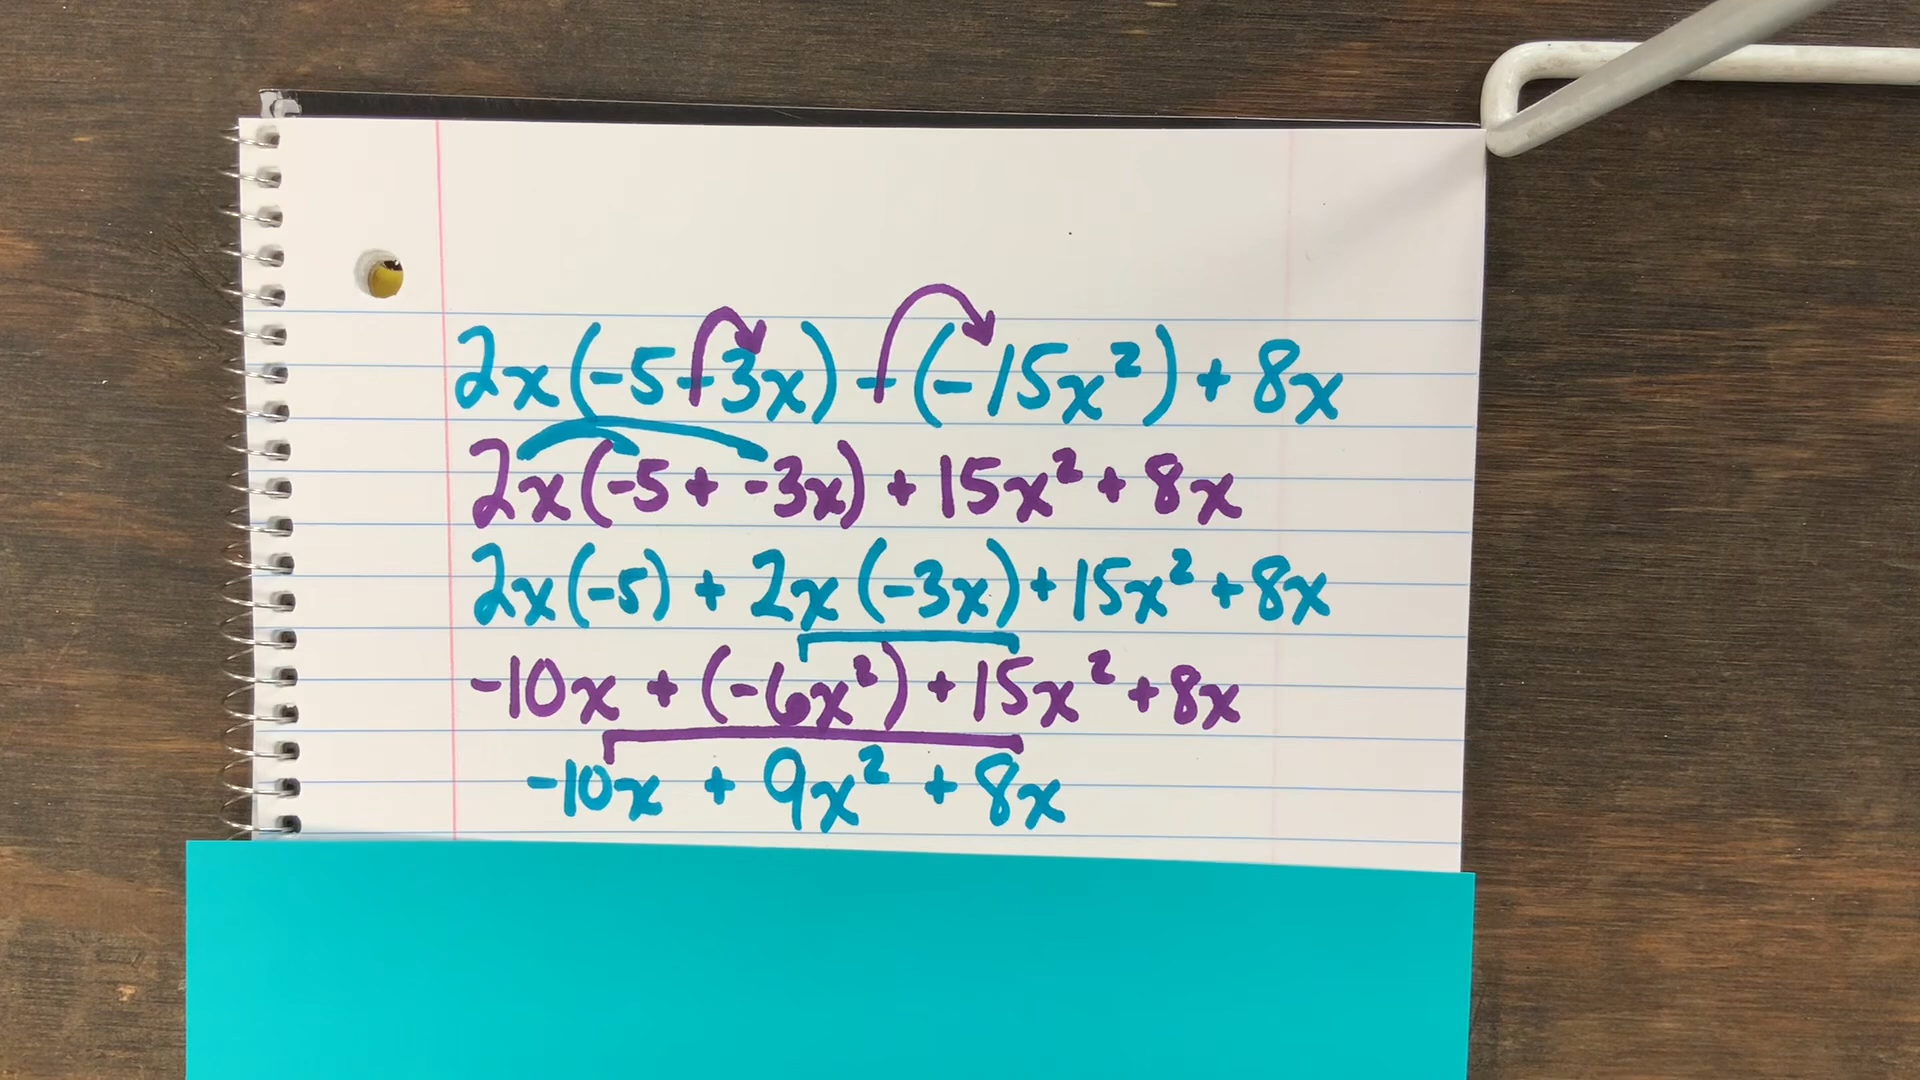 2x(-5-3x) - (-15x²) + 8x
2x(-5 + -3x) + 15x² + 8x
2x(-5) + 2x(-3x) + 15x² + 8x
-10x + (-6x²) + 15x² + 8x
-10x + 9x² + 8x